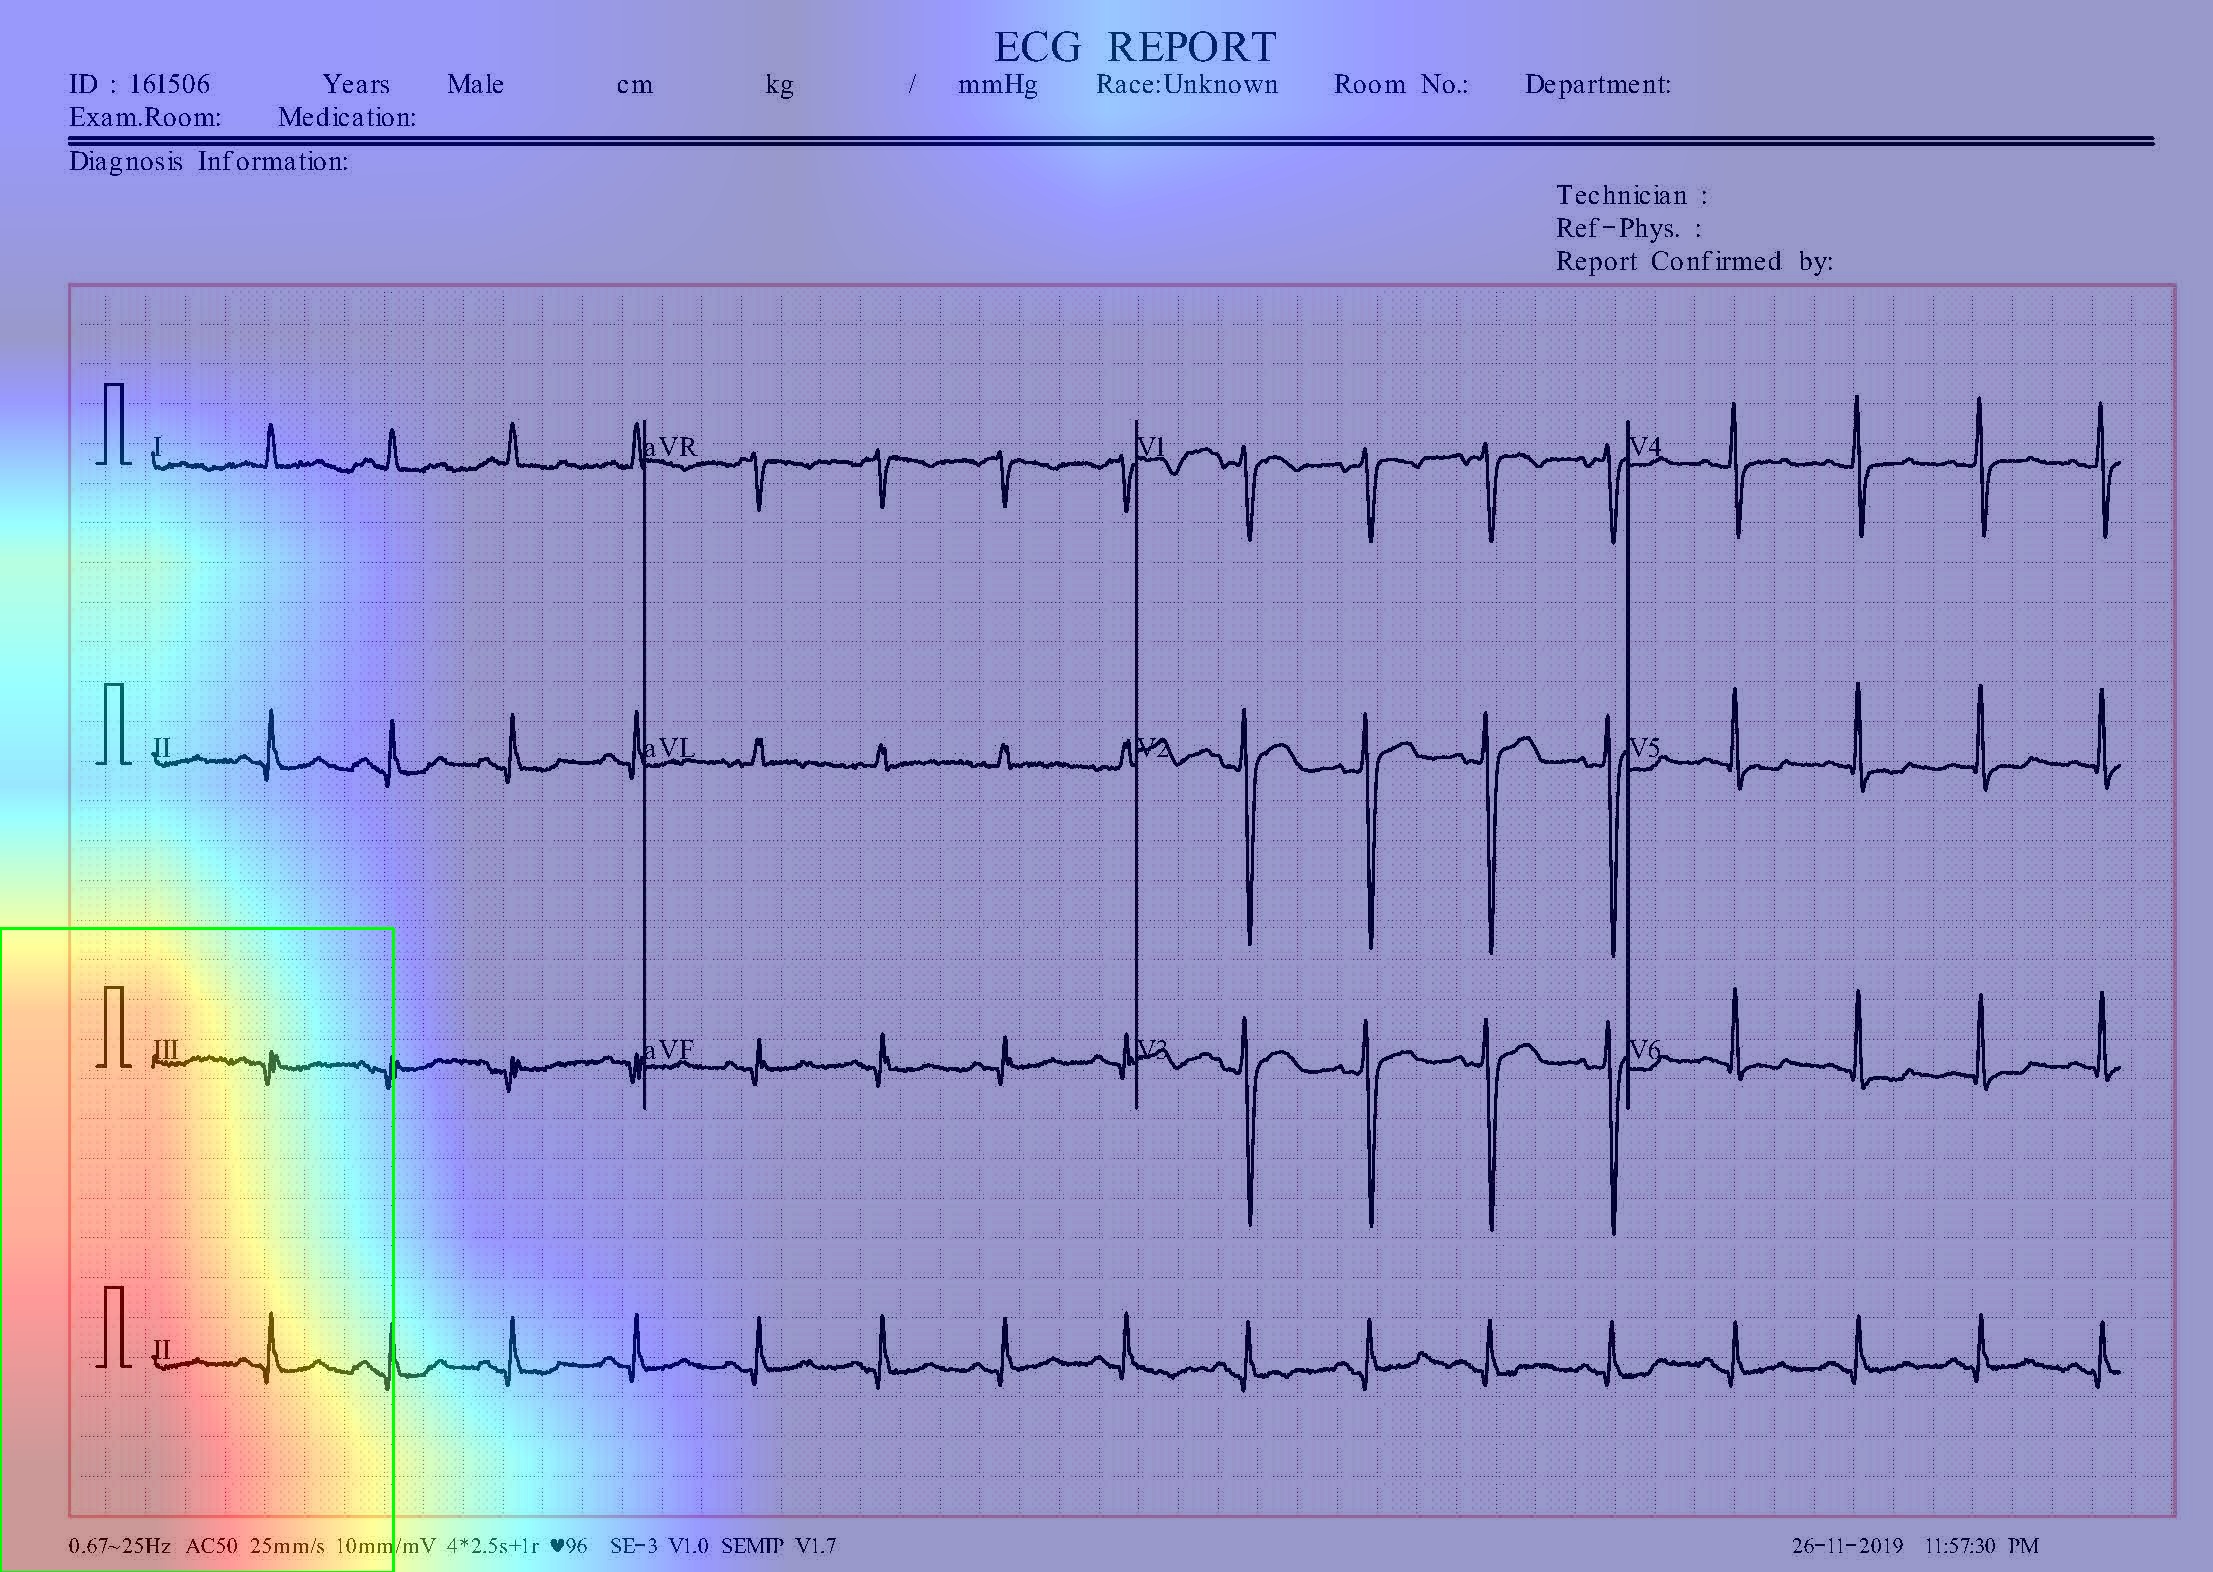 ECG REPORT
ID : 161506 Years Male cm kg / mmHg Race:Unknown Room No.: Department:
Exam.Room: Medication:
Diagnosis Information:
Technician :
Ref-Phys. :
Report Confirmed by:
I aVR V1 V4
II aVL V2 V5
III aVF V3 V6
II
0.67~25Hz AC50 25mm/s 10mm/mV 4*2.5s+1r ♥96 SE-3 V1.0 SEMIP V1.7
26-11-2019 11:57:30 PM